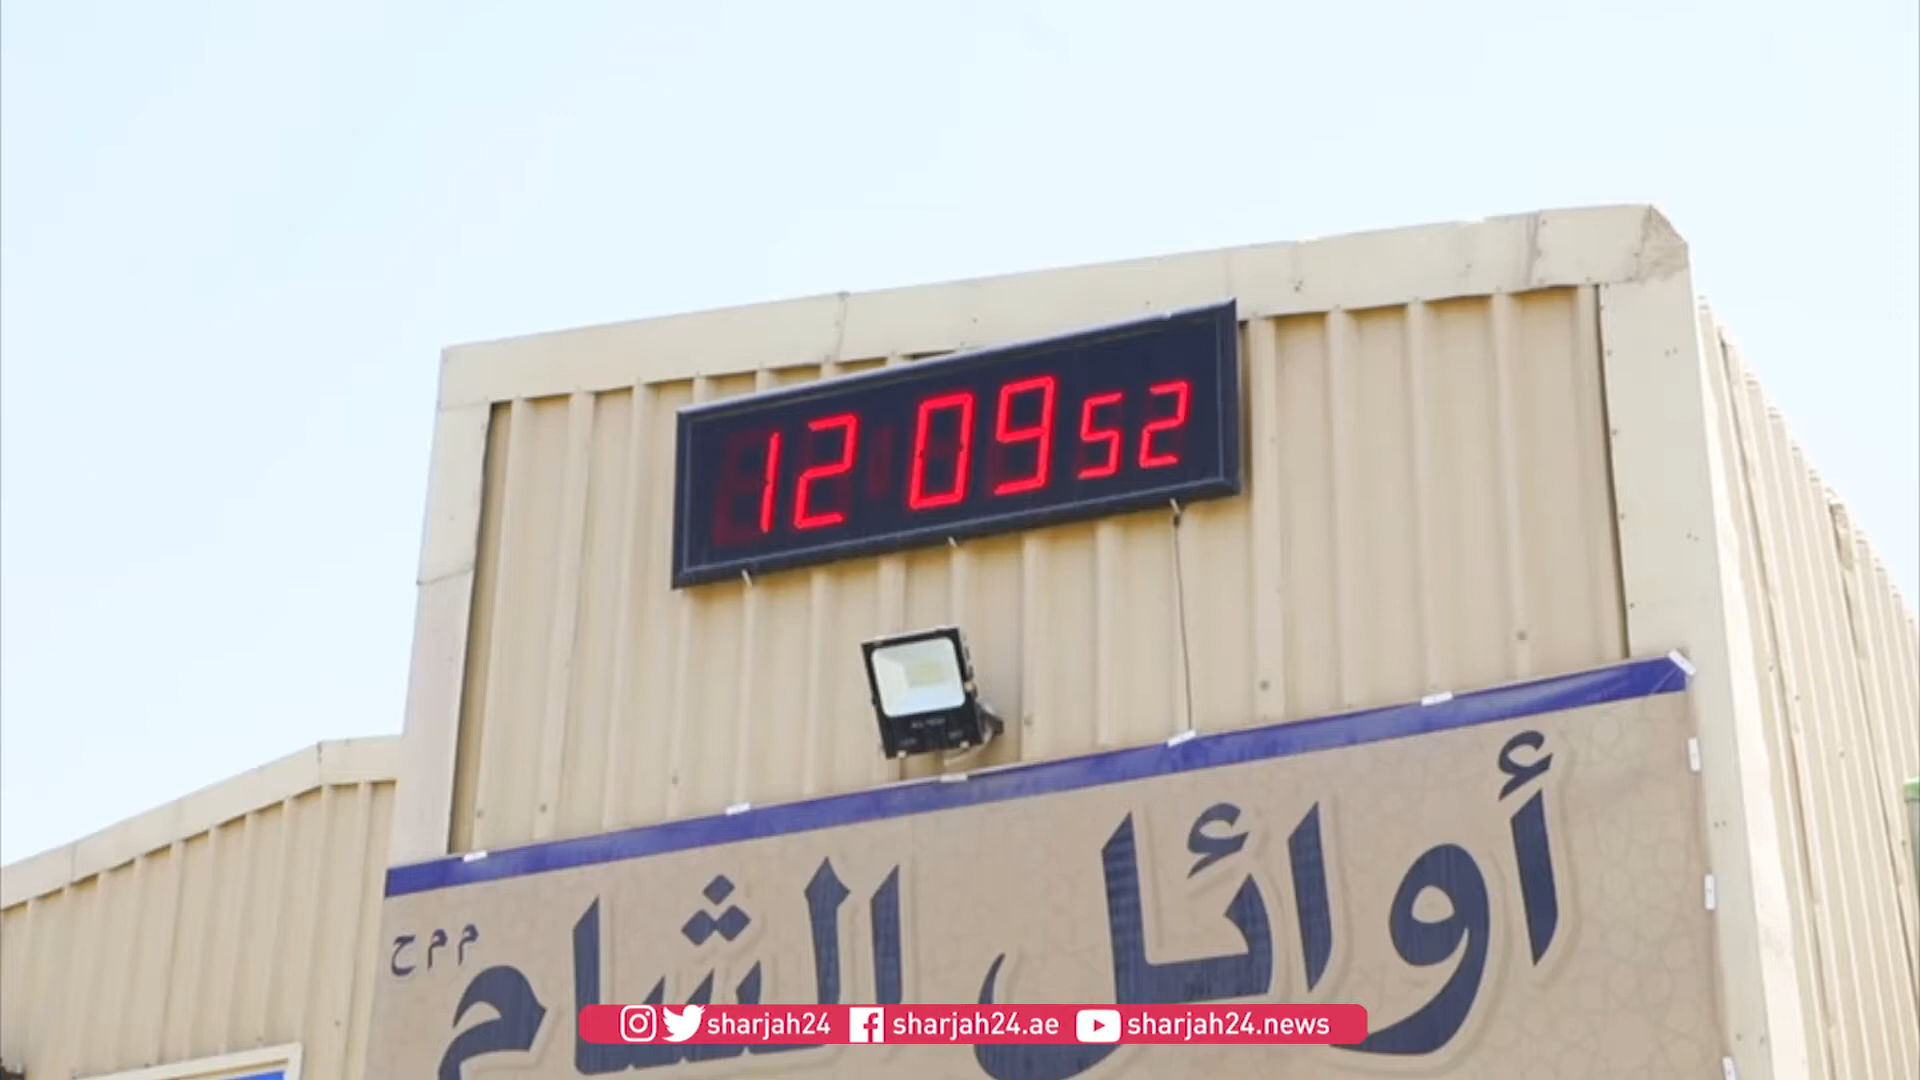 12 09 52
أوائل الشام
م م ح
sharjah24 sharjah24.ae sharjah24.news